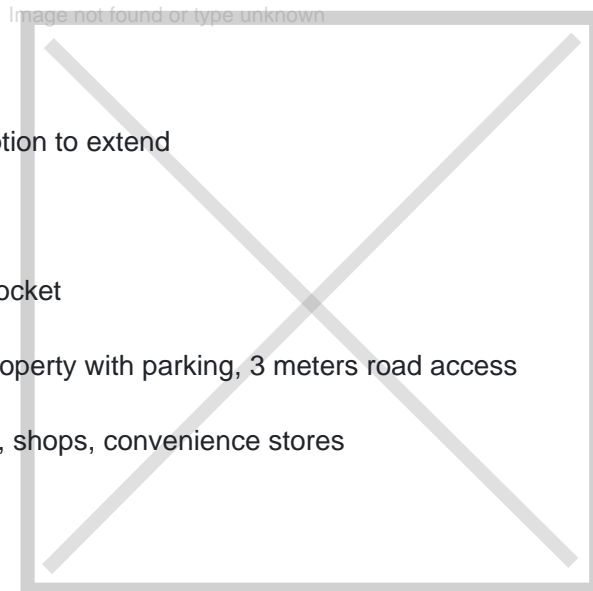 Image not found or type unknown
tion to extend
ocket
operty with parking, 3 meters road access
, shops, convenience stores